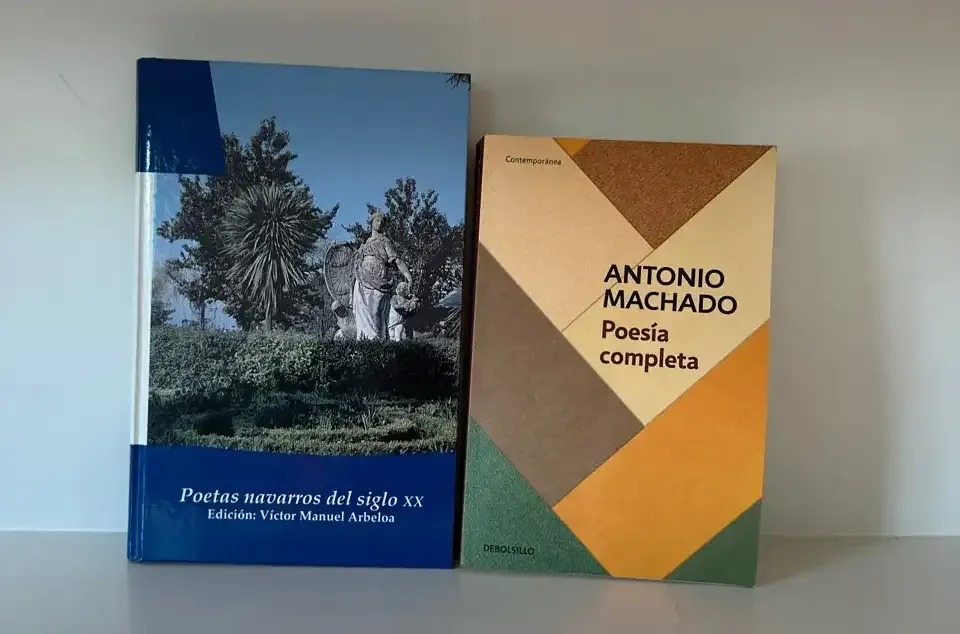 Poetas navarros del siglo XX
Edición: Víctor Manuel Arbeloa
Contemporánea
ANTONIO
MACHADO
Poesía
completa
DEBOLSILLO